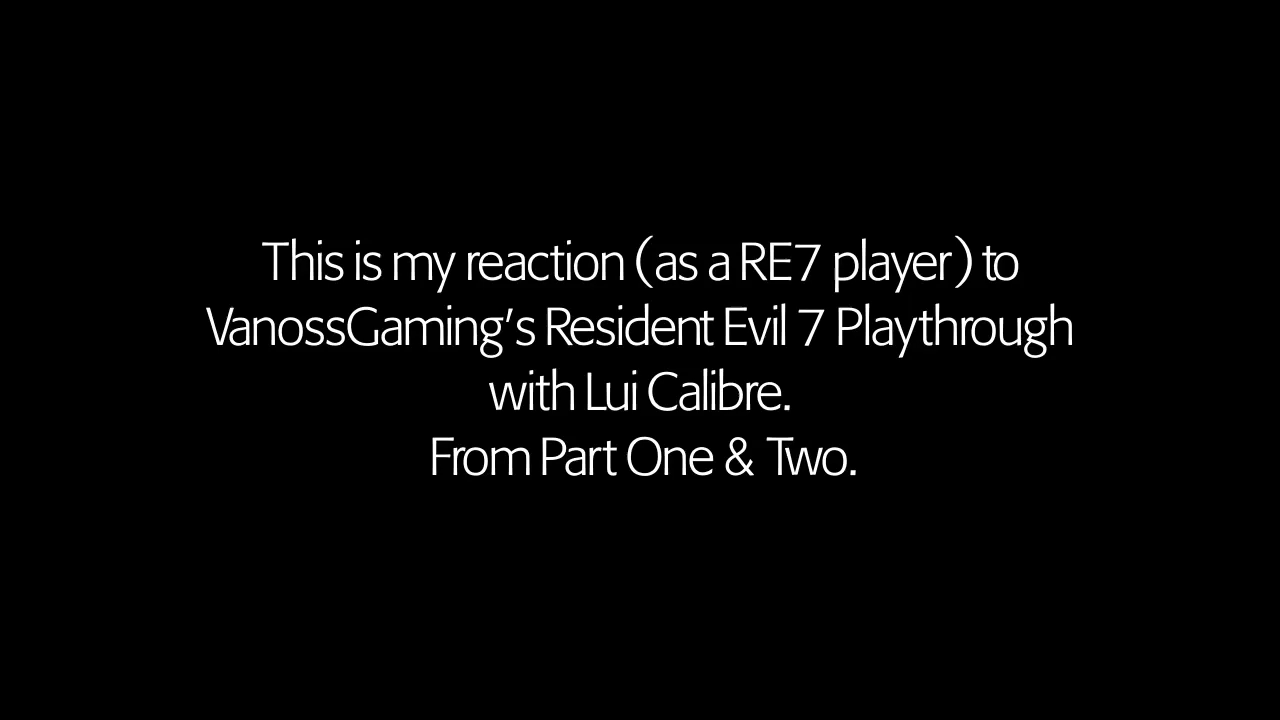 This is my reaction (as a RE7 player) to
VanossGaming's Resident Evil 7 Playthrough
with Lui Calibre.
From Part One & Two.